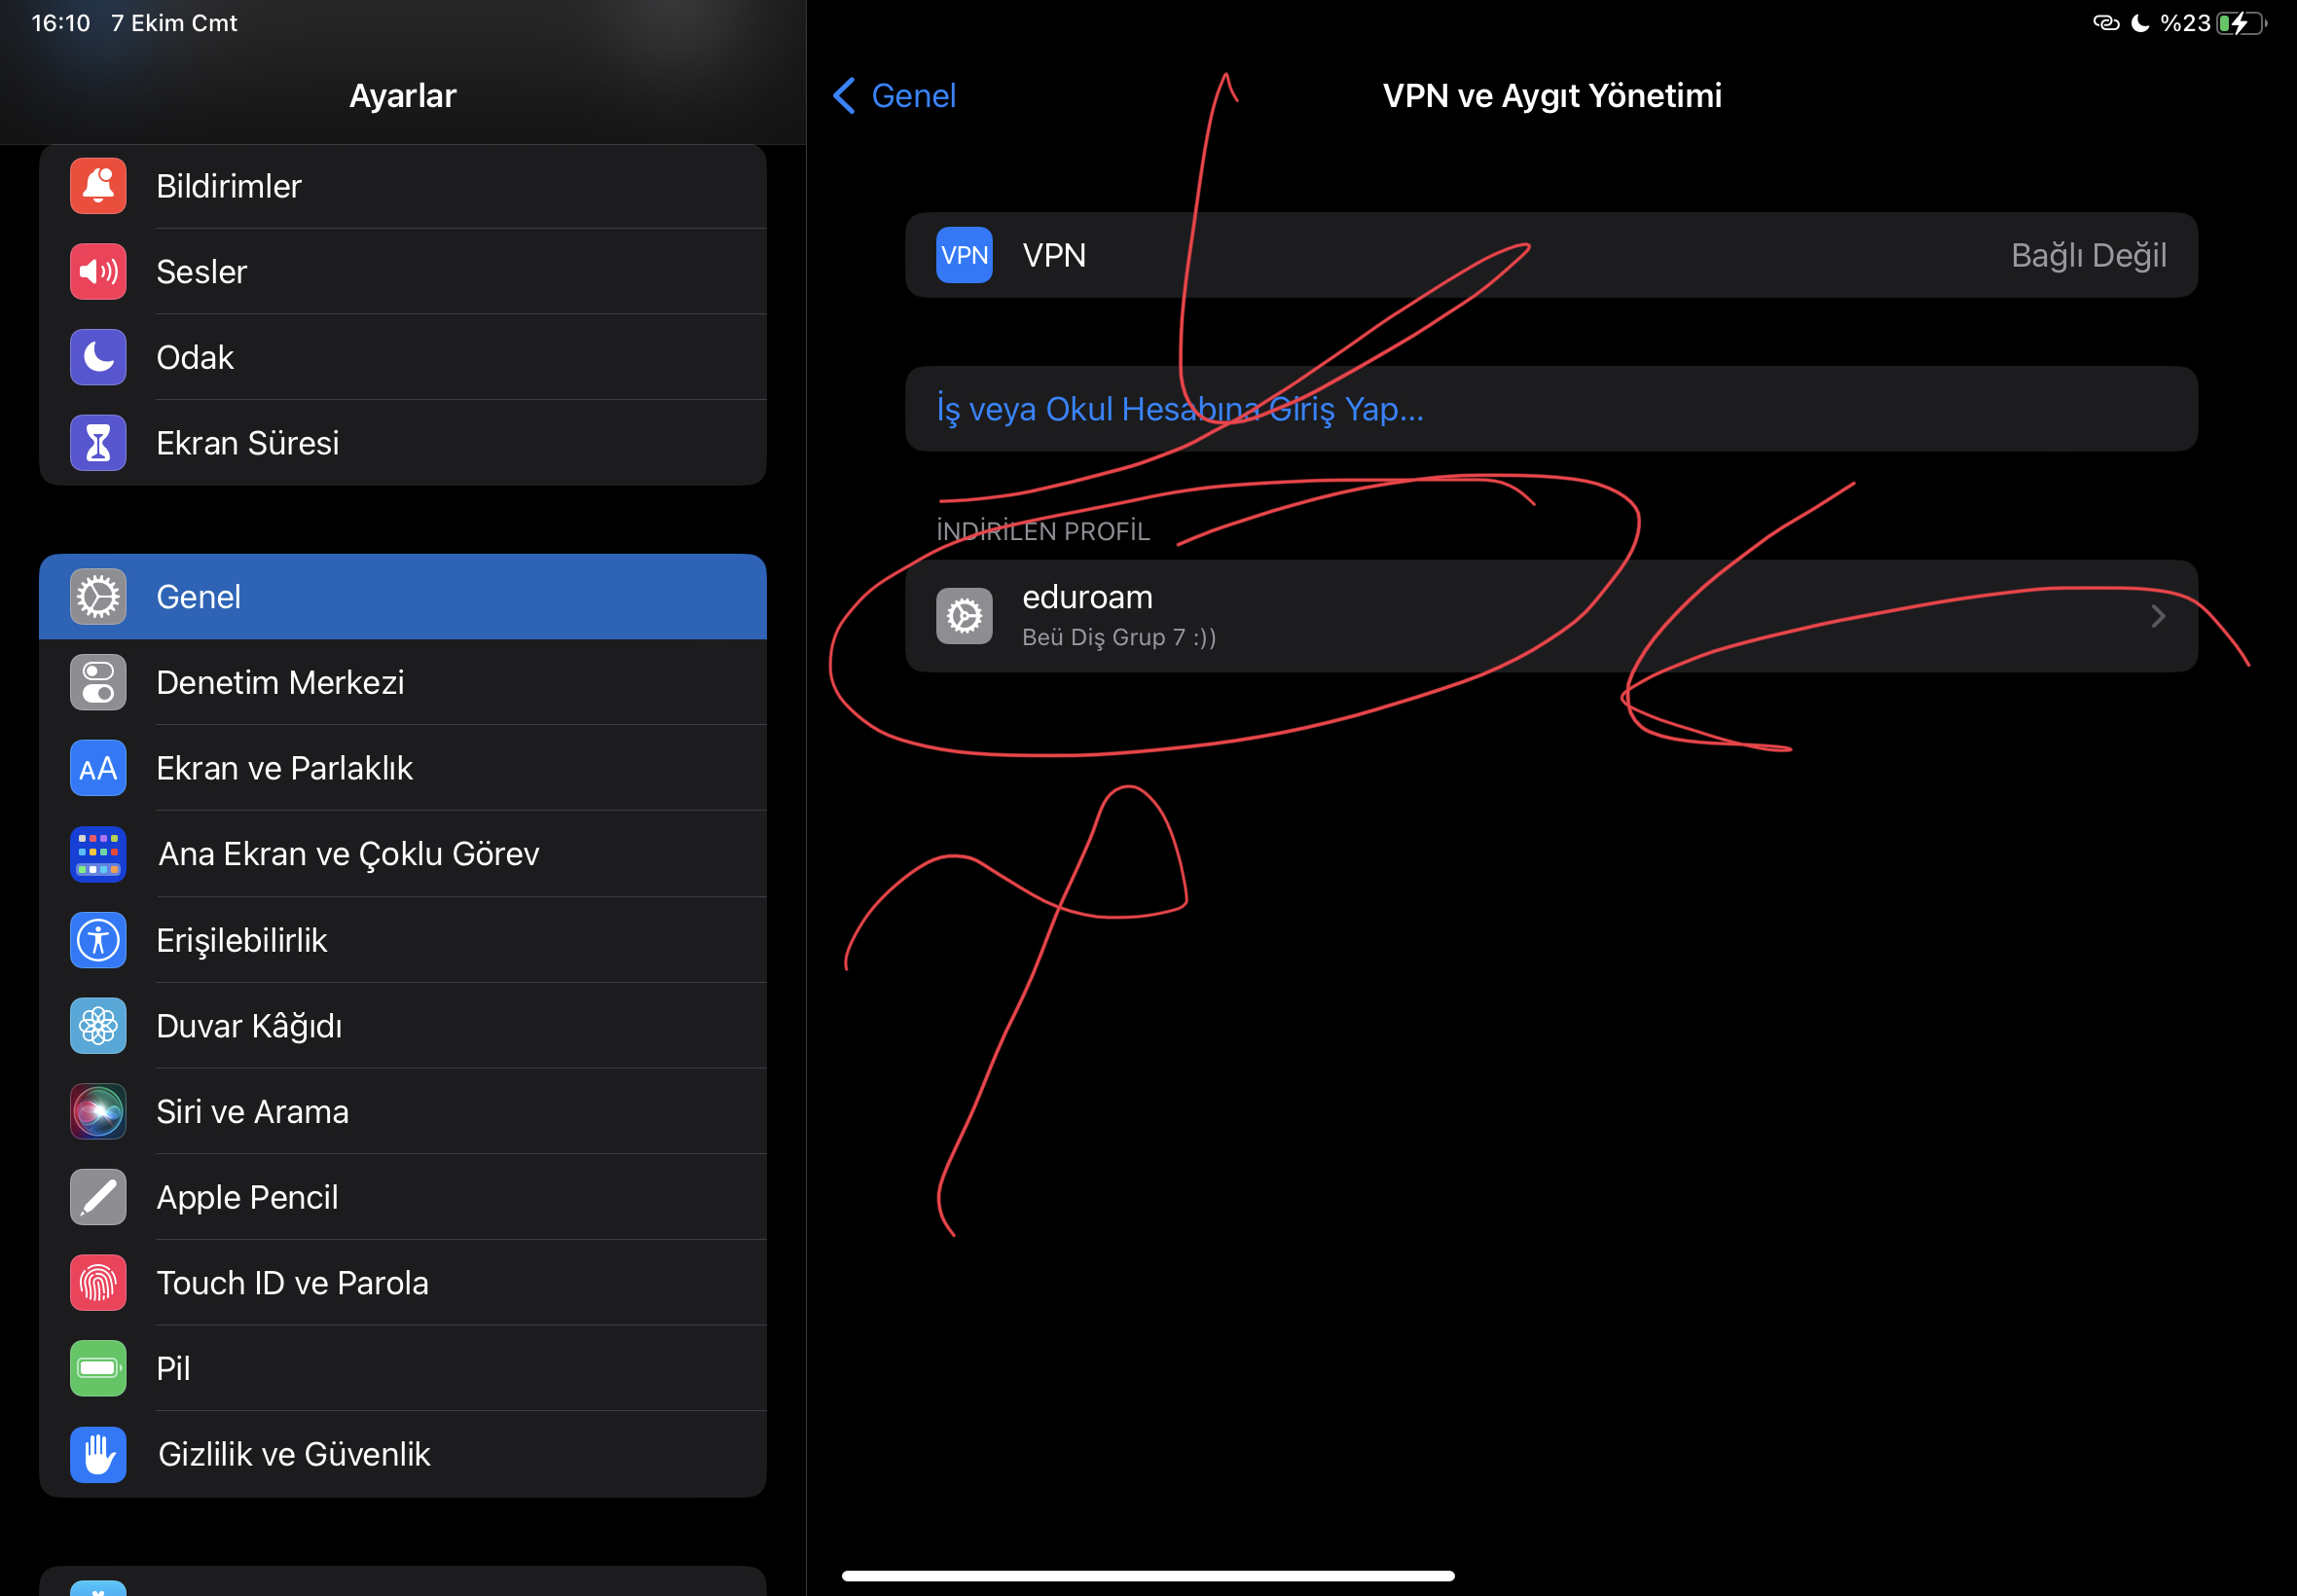 16:10 7 Ekim Cmt
%23
Ayarlar
Bildirimler
Sesler
Odak
Ekran Süresi
Genel
Denetim Merkezi
AA Ekran ve Parlaklık
Ana Ekran ve Çoklu Görev
Erişilebilirlik
Duvar Kâğıdı
Siri ve Arama
Apple Pencil
Touch ID ve Parola
Pil
Gizlilik ve Güvenlik
Genel
VPN ve Aygıt Yönetimi
VPN VPN Bağlı Değil
İş veya Okul Hesabına Giriş Yap...
İNDİRİLEN PROFİL
eduroam
Beü Diş Grup 7 :))